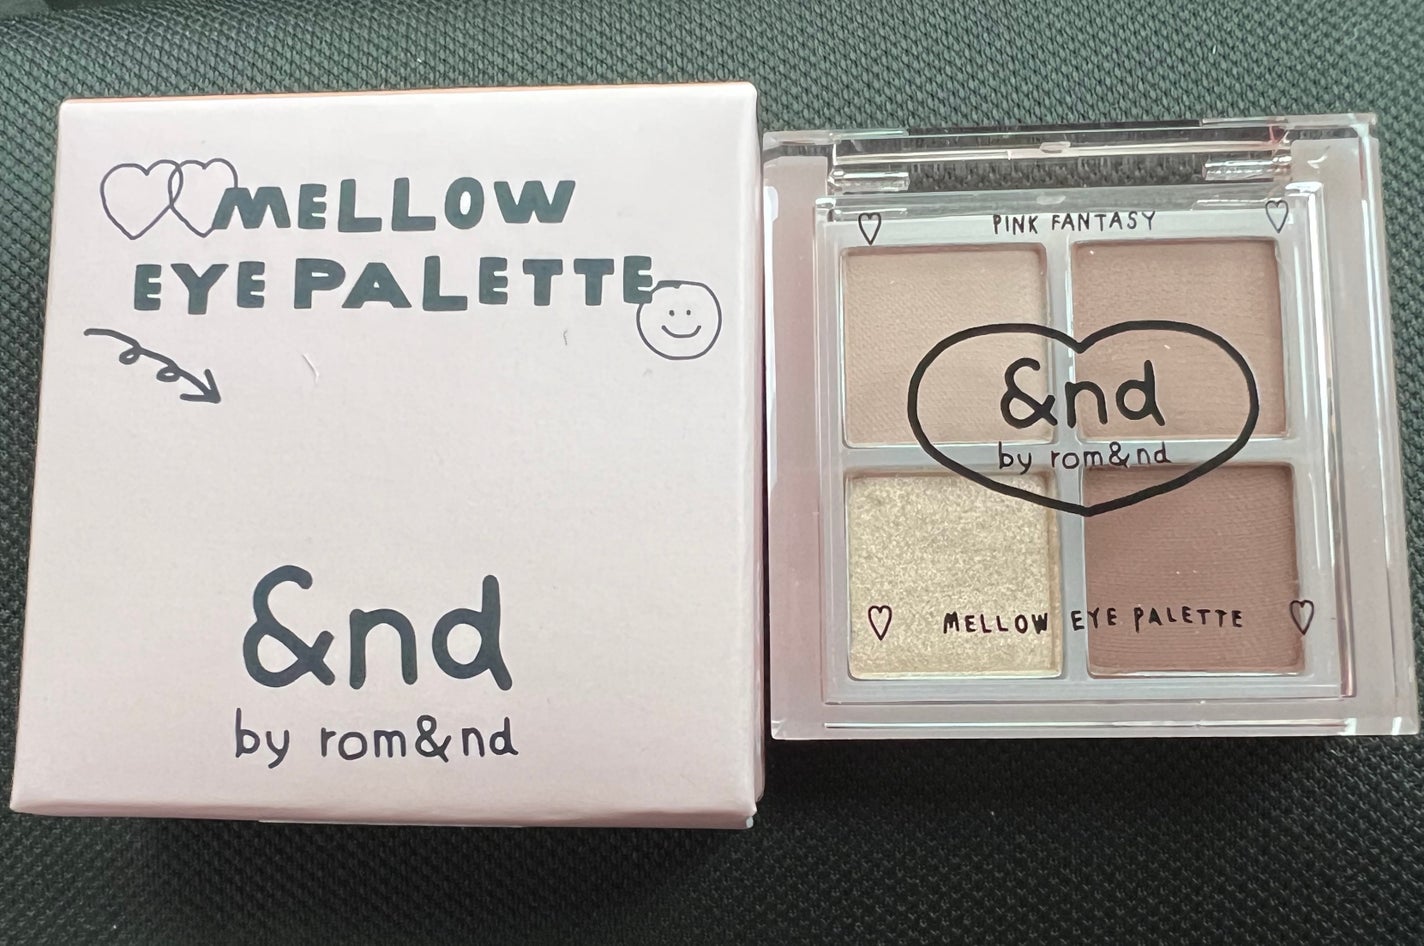 MELLOW
EYE PALETTE
&nd
by rom&nd
PINK FANTASY
&nd
by rom&nd
MELLOW EYE PALETTE